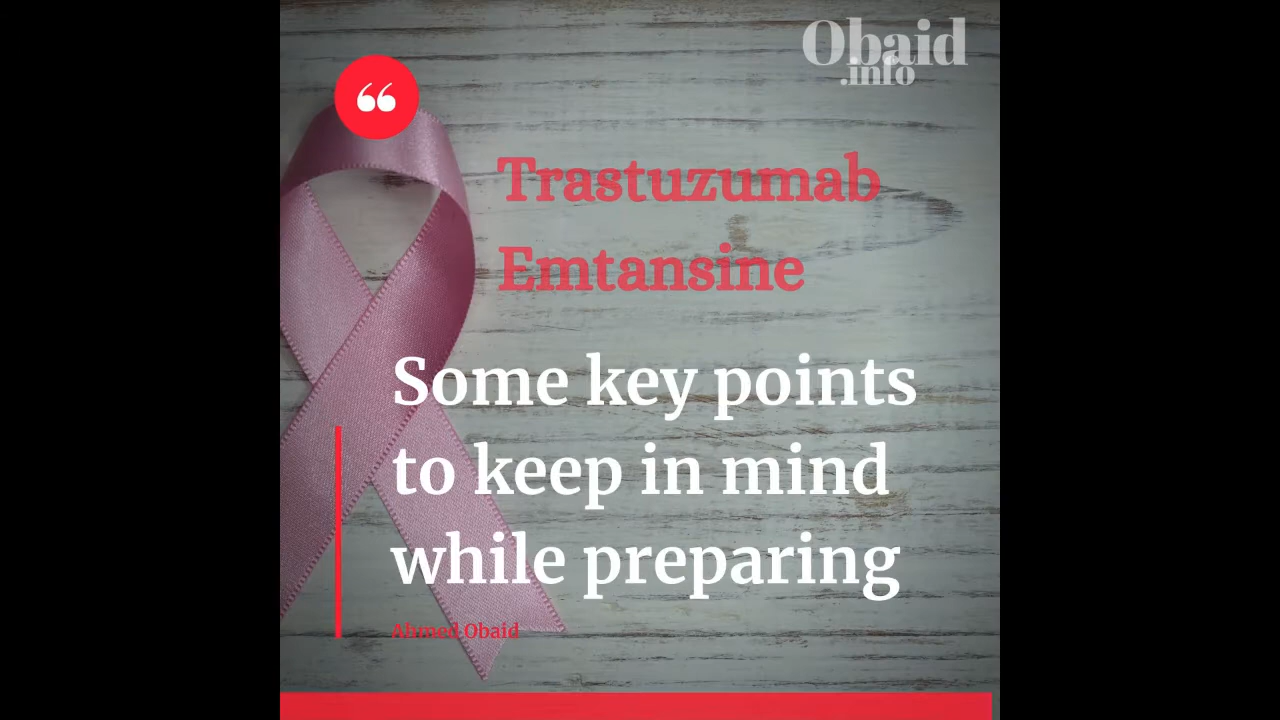 Obaid
.info
“
Trastuzumab
Emtansine
Some key points
to keep in mind
while preparing
Ahmed Obaid